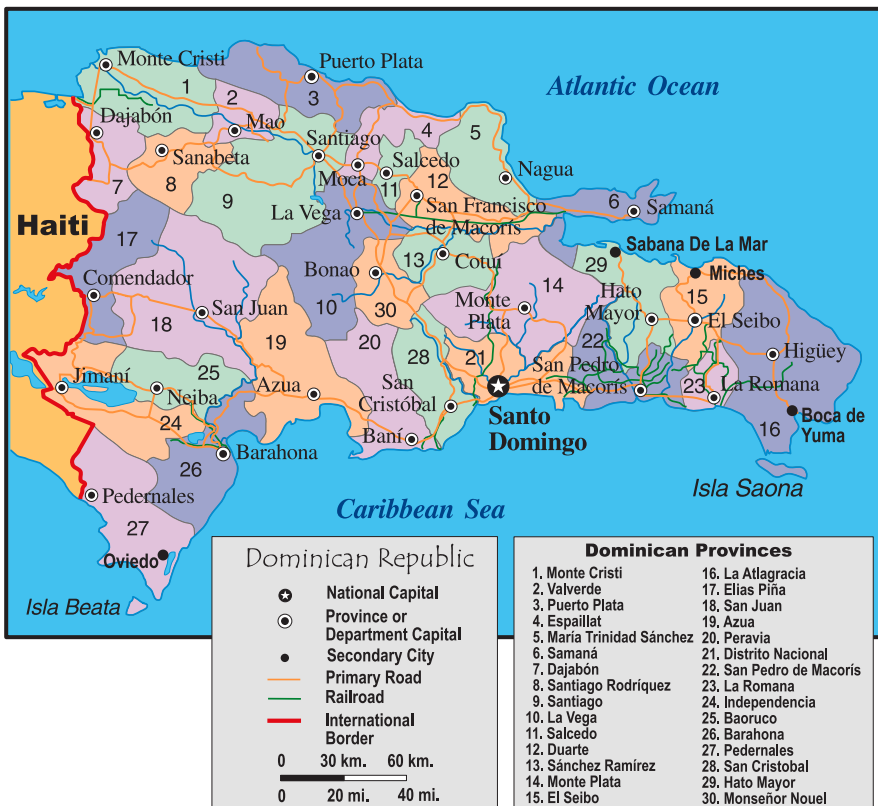 Monte Cristi
Puerto Plata
Atlantic Ocean
1
2
3
Dajabón
Mao
Santiago
4
5
Sanabeta
Moca
Salcedo
Nagua
7
8
9
11
12
6
Samaná
La Vega
San Francisco
de Macorís
Haiti
17
Sabana De La Mar
Bonao
13
Cotuí
29
Miches
Comendador
10
30
14
Hato
Mayor
15
San Juan
Monte
Plata
El Seibo
18
19
20
22
Higüey
21
28
San Pedro
de Macorís
25
Jimaní
Neiba
Azua
San
Cristóbal
23
La Romana
Santo
Domingo
Boca de
Yuma
24
Baní
16
Barahona
26
Isla Saona
Pedernales
Caribbean Sea
27
Oviedo
Isla Beata
Dominican Republic
National Capital
Province or
Department Capital
Secondary City
Primary Road
Railroad
International
Border
0 30 km. 60 km.
0 20 mi. 40 mi.
Dominican Provinces
1. Monte Cristi
2. Valverde
3. Puerto Plata
4. Espaillat
5. María Trinidad Sánchez
6. Samaná
7. Dajabón
8. Santiago Rodríquez
9. Santiago
10. La Vega
11. Salcedo
12. Duarte
13. Sánchez Ramírez
14. Monte Plata
15. El Seibo
16. La Atlagracia
17. Elias Piña
18. San Juan
19. Azua
20. Peravia
21. Distrito Nacional
22. San Pedro de Macorís
23. La Romana
24. Independencia
25. Baoruco
26. Barahona
27. Pedernales
28. San Cristobal
29. Hato Mayor
30. Monseñor Nouel